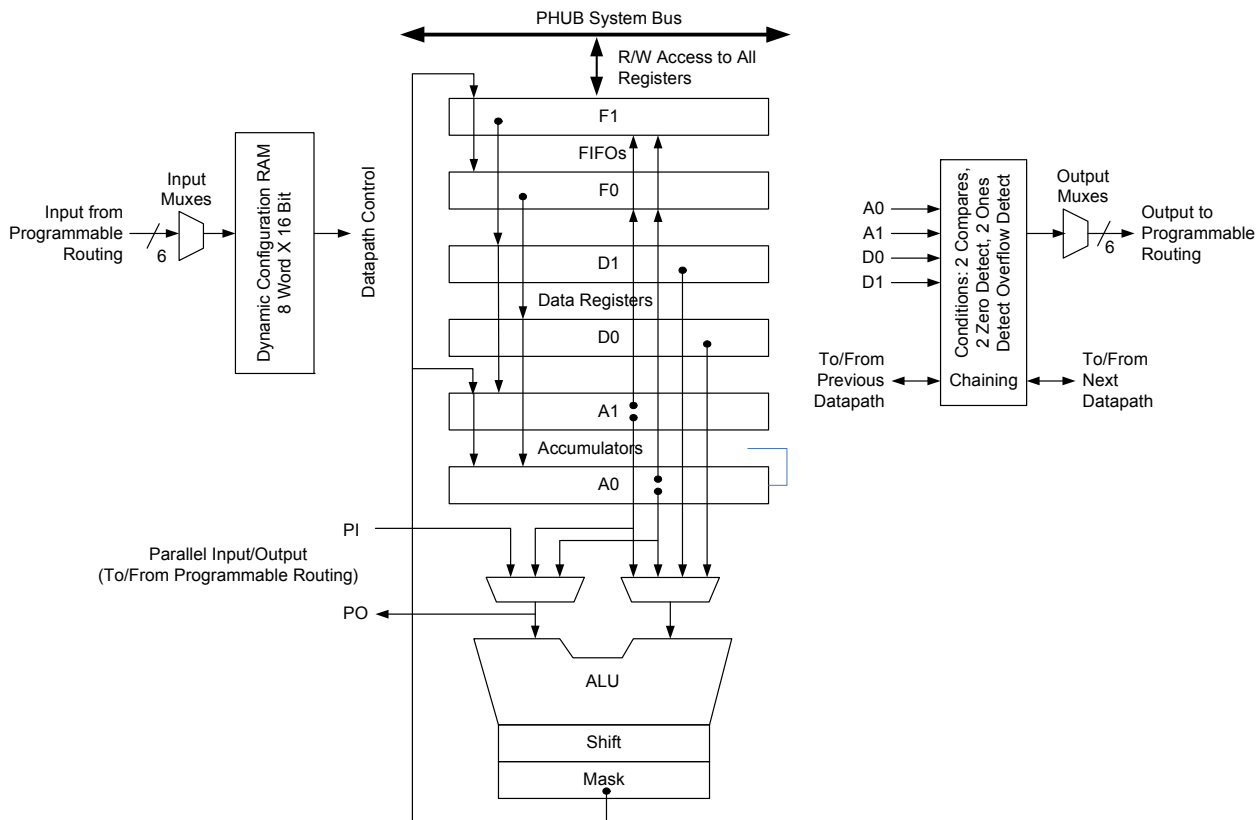 PHUB System Bus
R/W Access to All
Registers
F1
FIFOs
F0
D1
Data Registers
D0
A1
Accumulators
A0
Input from
Programmable
Routing
6
Input
Muxes
Dynamic Configuration RAM
8 Word X 16 Bit
Datapath Control
PI
Parallel Input/Output
(To/From Programmable Routing)
PO
ALU
Shift
Mask
A0
A1
D0
D1
Conditions: 2 Compares,
2 Zero Detect, 2 Ones
Detect Overflow Detect
Chaining
Output
Muxes
6
Output to
Programmable
Routing
To/From
Previous
Datapath
To/From
Next
Datapath